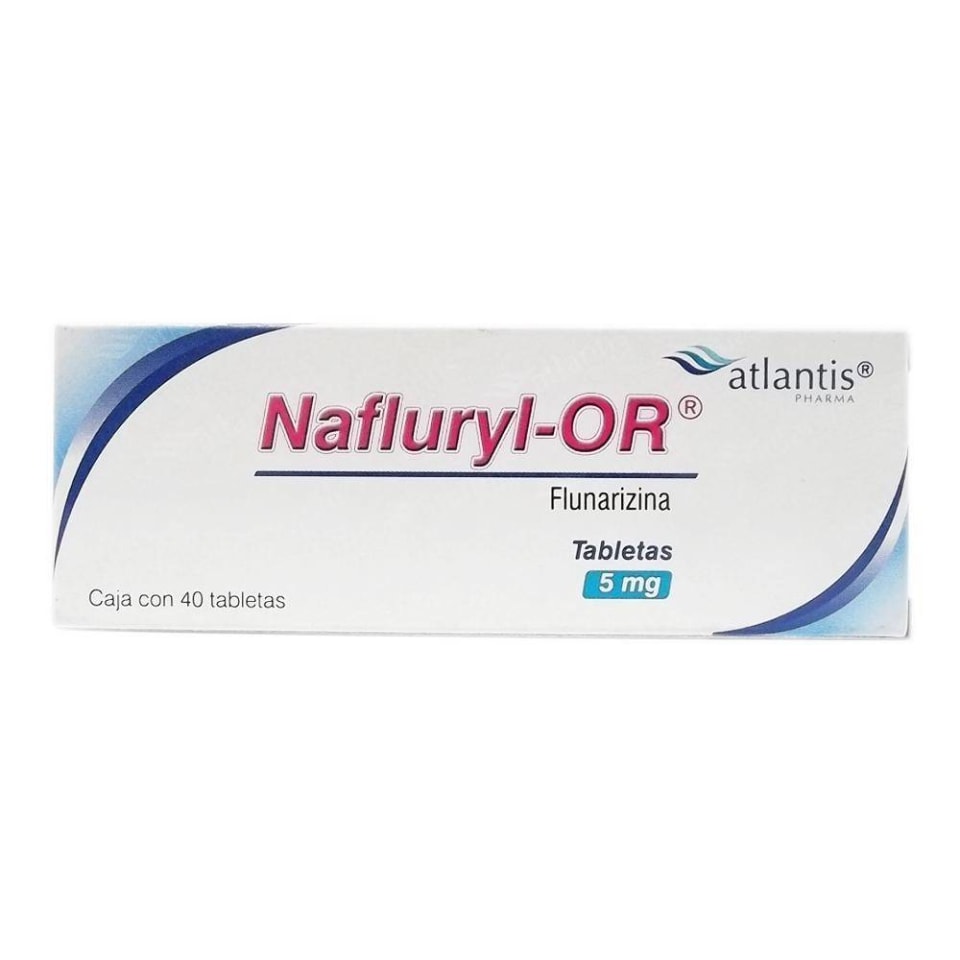 atlantis®
PHARMA
Nafluryl-OR®
Flunarizina
Tabletas
5 mg
Caja con 40 tabletas